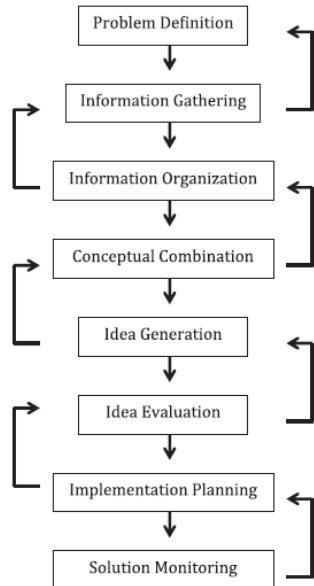 Problem Definition
Information Gathering
Information Organization
Conceptual Combination
Idea Generation
Idea Evaluation
Implementation Planning
Solution Monitoring